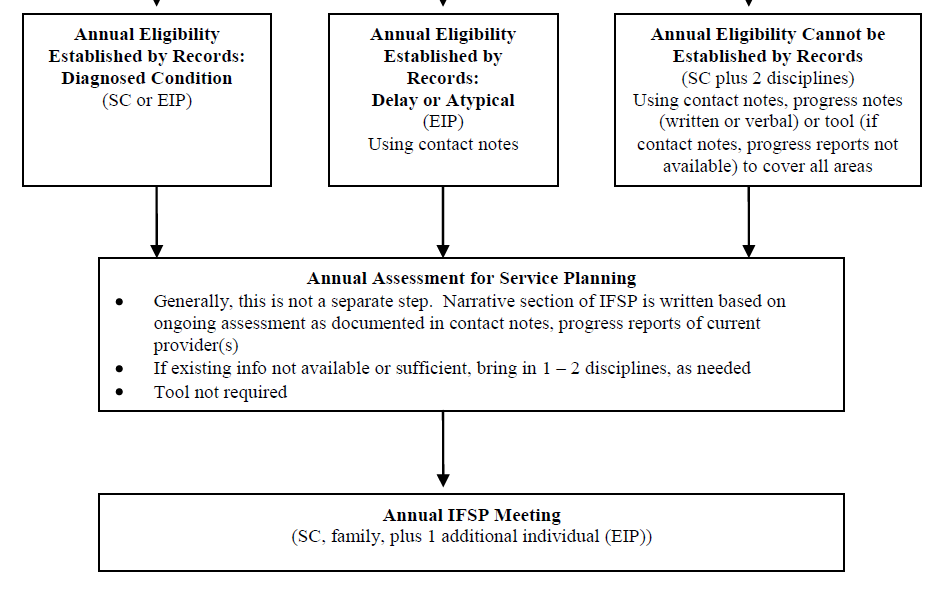 Annual Eligibility
Established by Records:
Diagnosed Condition
(SC or EIP)
Annual Eligibility
Established by
Records:
Delay or Atypical
(EIP)
Using contact notes
Annual Eligibility Cannot be
Established by Records
(SC plus 2 disciplines)
Using contact notes, progress notes
(written or verbal) or tool (if
contact notes, progress reports not
available) to cover all areas
Annual Assessment for Service Planning
• Generally, this is not a separate step.  Narrative section of IFSP is written based on
ongoing assessment as documented in contact notes, progress reports of current
provider(s)
• If existing info not available or sufficient, bring in 1 – 2 disciplines, as needed
• Tool not required
Annual IFSP Meeting
(SC, family, plus 1 additional individual (EIP))